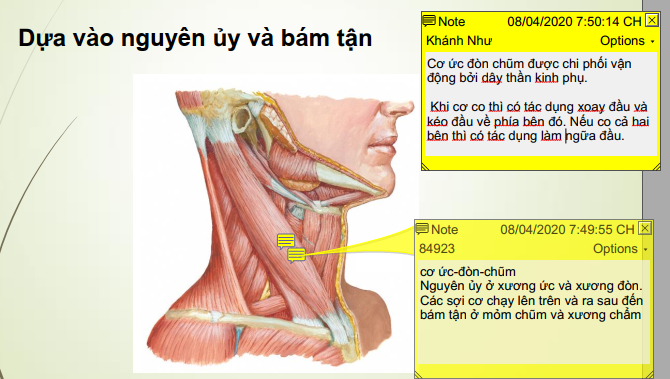 Dựa vào nguyên ủy và bám tận
Note 08/04/2020 7:50:14 CH
Khánh Như Options
Cơ ức đòn chũm được chi phối vận
động bởi dây thần kinh phụ.
Khi cơ co thì có tác dụng xoay đầu và
kéo đầu về phía bên đó. Nếu co cả hai
bên thì có tác dụng làm ngữa đầu.
Note 08/04/2020 7:49:55 CH
84923 Options
cơ ức-đòn-chũm
Nguyên ủy ở xương ức và xương đòn.
Các sợi cơ chạy lên trên và ra sau đến
bám tận ở mỏm chũm và xương chẩm